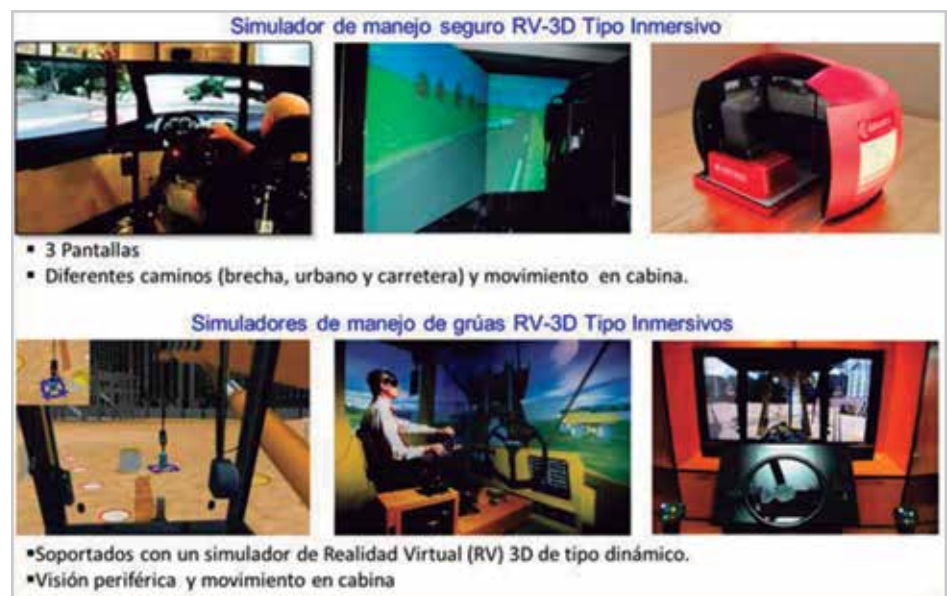 Simulador de manejo seguro RV-3D Tipo Inmersivo
▪ 3 Pantallas
▪ Diferentes caminos (brecha, urbano y carretera) y movimiento en cabina.
Simuladores de manejo de grúas RV-3D Tipo Inmersivos
▪Soportados con un simulador de Realidad Virtual (RV) 3D de tipo dinámico.
▪Visión periférica y movimiento en cabina